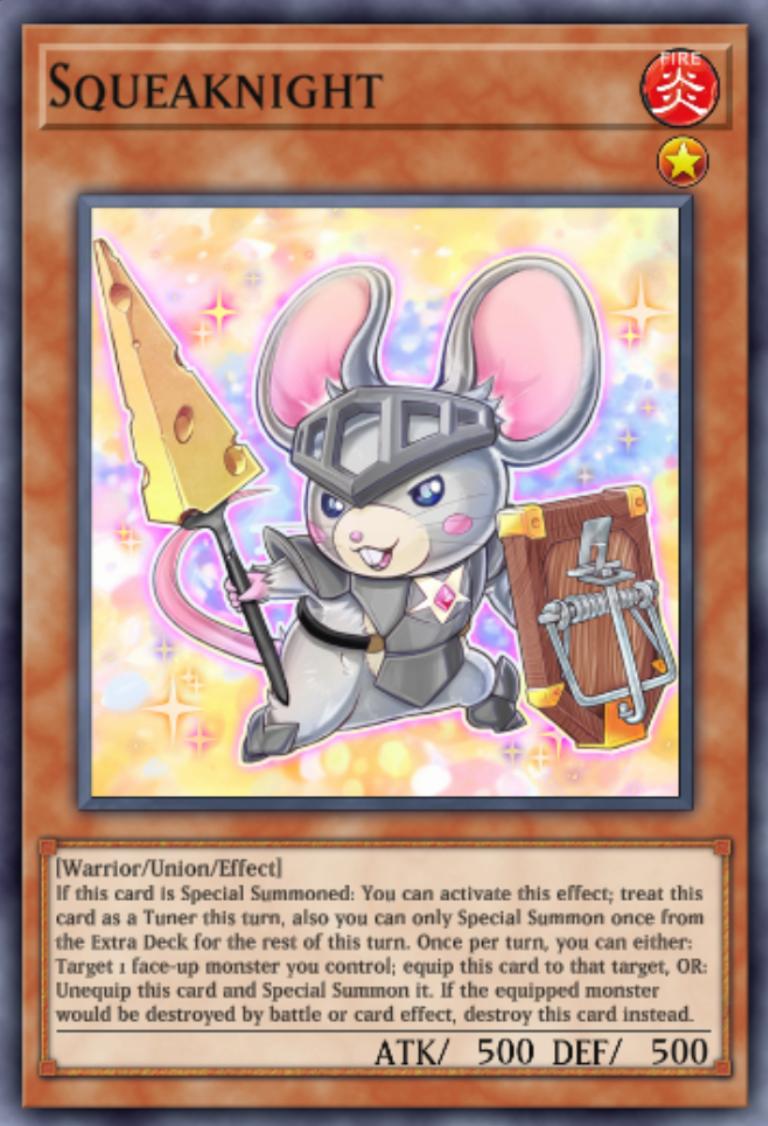 Squeaknight
FIRE
炎
[Warrior/Union/Effect]
If this card is Special Summoned: You can activate this effect; treat this
card as a Tuner this turn, also you can only Special Summon once from
the Extra Deck for the rest of this turn. Once per turn, you can either:
Target 1 face-up monster you control; equip this card to that target, OR:
Unequip this card and Special Summon it. If the equipped monster
would be destroyed by battle or card effect, destroy this card instead.
ATK/ 500 DEF/ 500